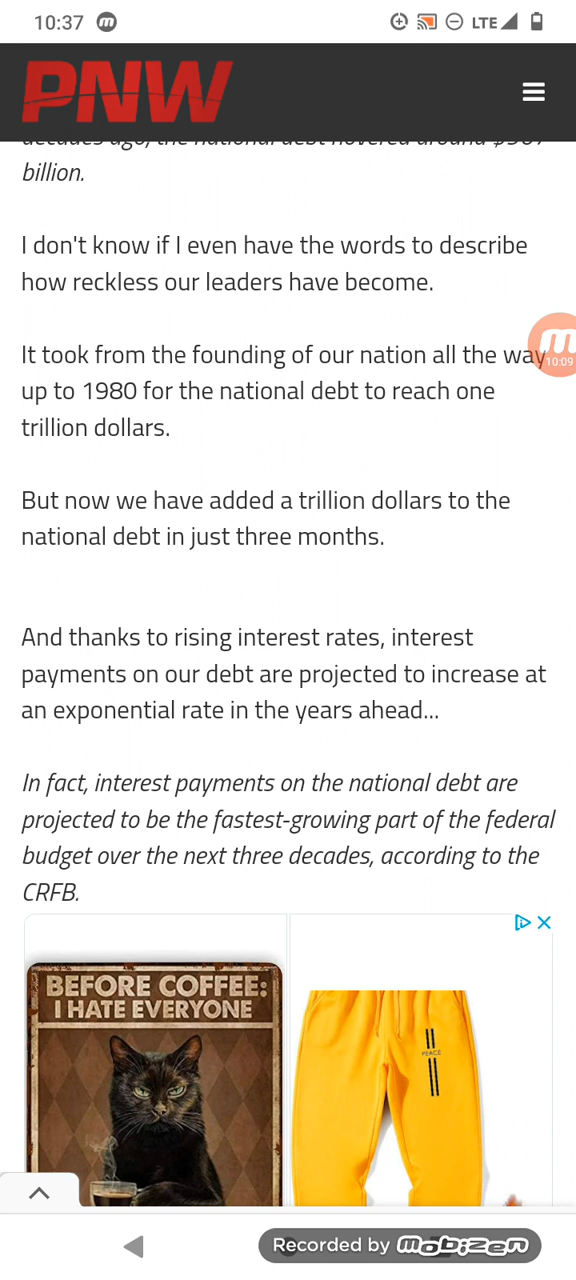 10:37
LTE
PNW
billion.
I don't know if I even have the words to describe
how reckless our leaders have become.
It took from the founding of our nation all the way
10:09
up to 1980 for the national debt to reach one
trillion dollars.
But now we have added a trillion dollars to the
national debt in just three months.
And thanks to rising interest rates, interest
payments on our debt are projected to increase at
an exponential rate in the years ahead...
In fact, interest payments on the national debt are
projected to be the fastest-growing part of the federal
budget over the next three decades, according to the
CRFB.
BEFORE COFFEE:
I HATE EVERYONE
PEACE
Recorded by mobizen